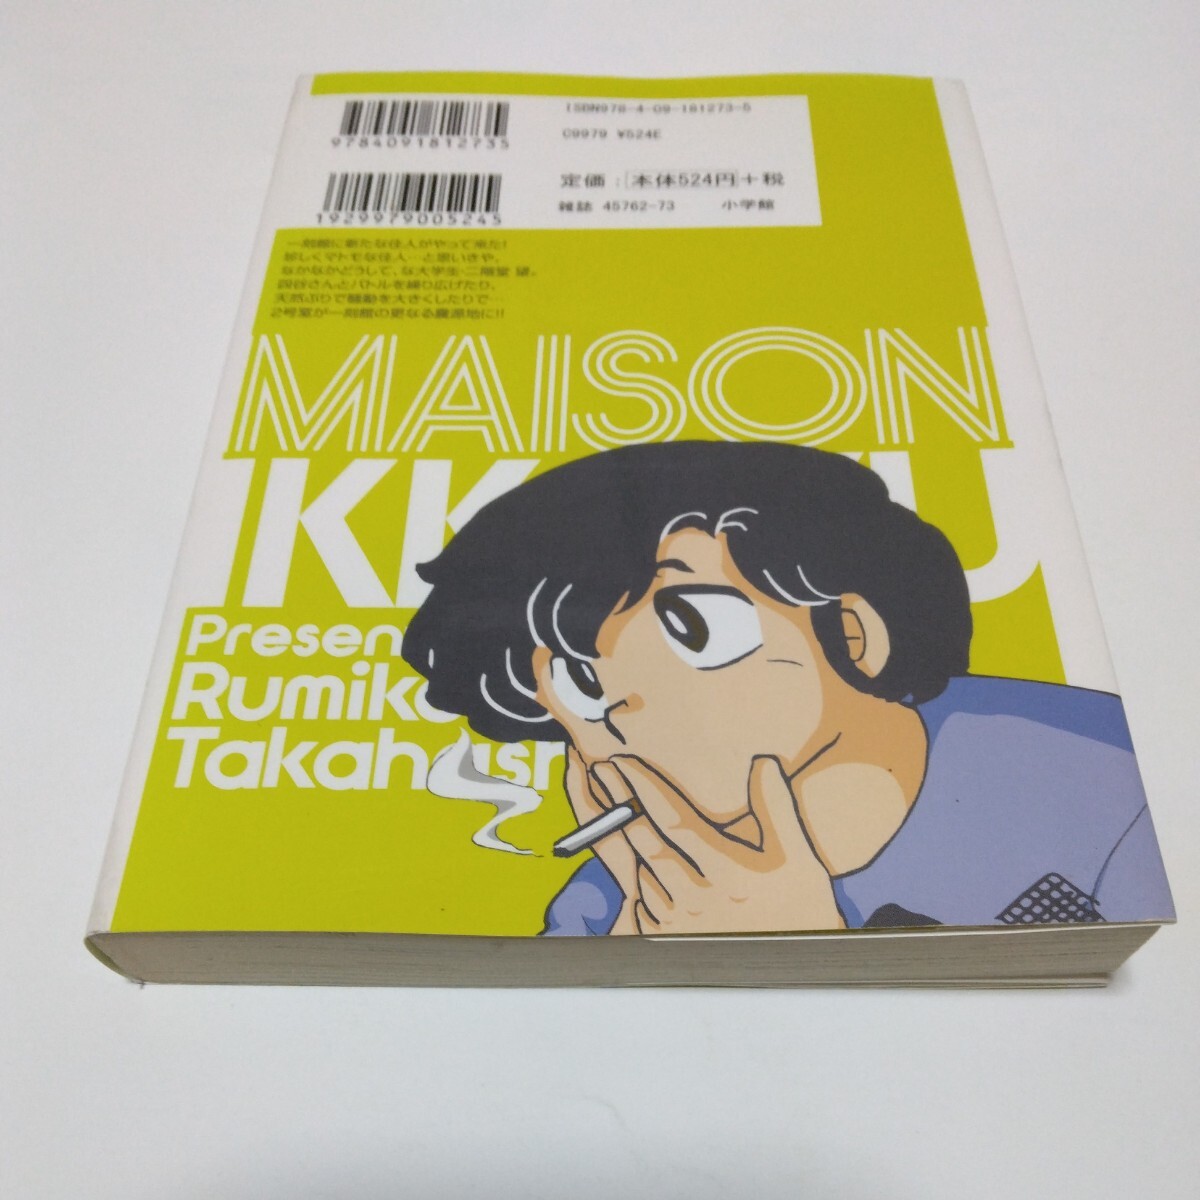 ISBN978-4-09-181273-5
C9979 ¥524E
9784091812735
定価：[本体524円]+税
雑誌 45762-73 小学館
1929979005245
一刻館に新たな住人がやって来た!
珍しくマトモな住人…と思いきや、
なかなかどうして、な大学生・二階堂 望。
四谷さんとバトルを繰り広げたり、
天然ぶりで騒動を大きくしたりで…
2号室が一刻館の更なる震源地に!!
MAISON
IKK KU
Presen
Rumiko
Takahash